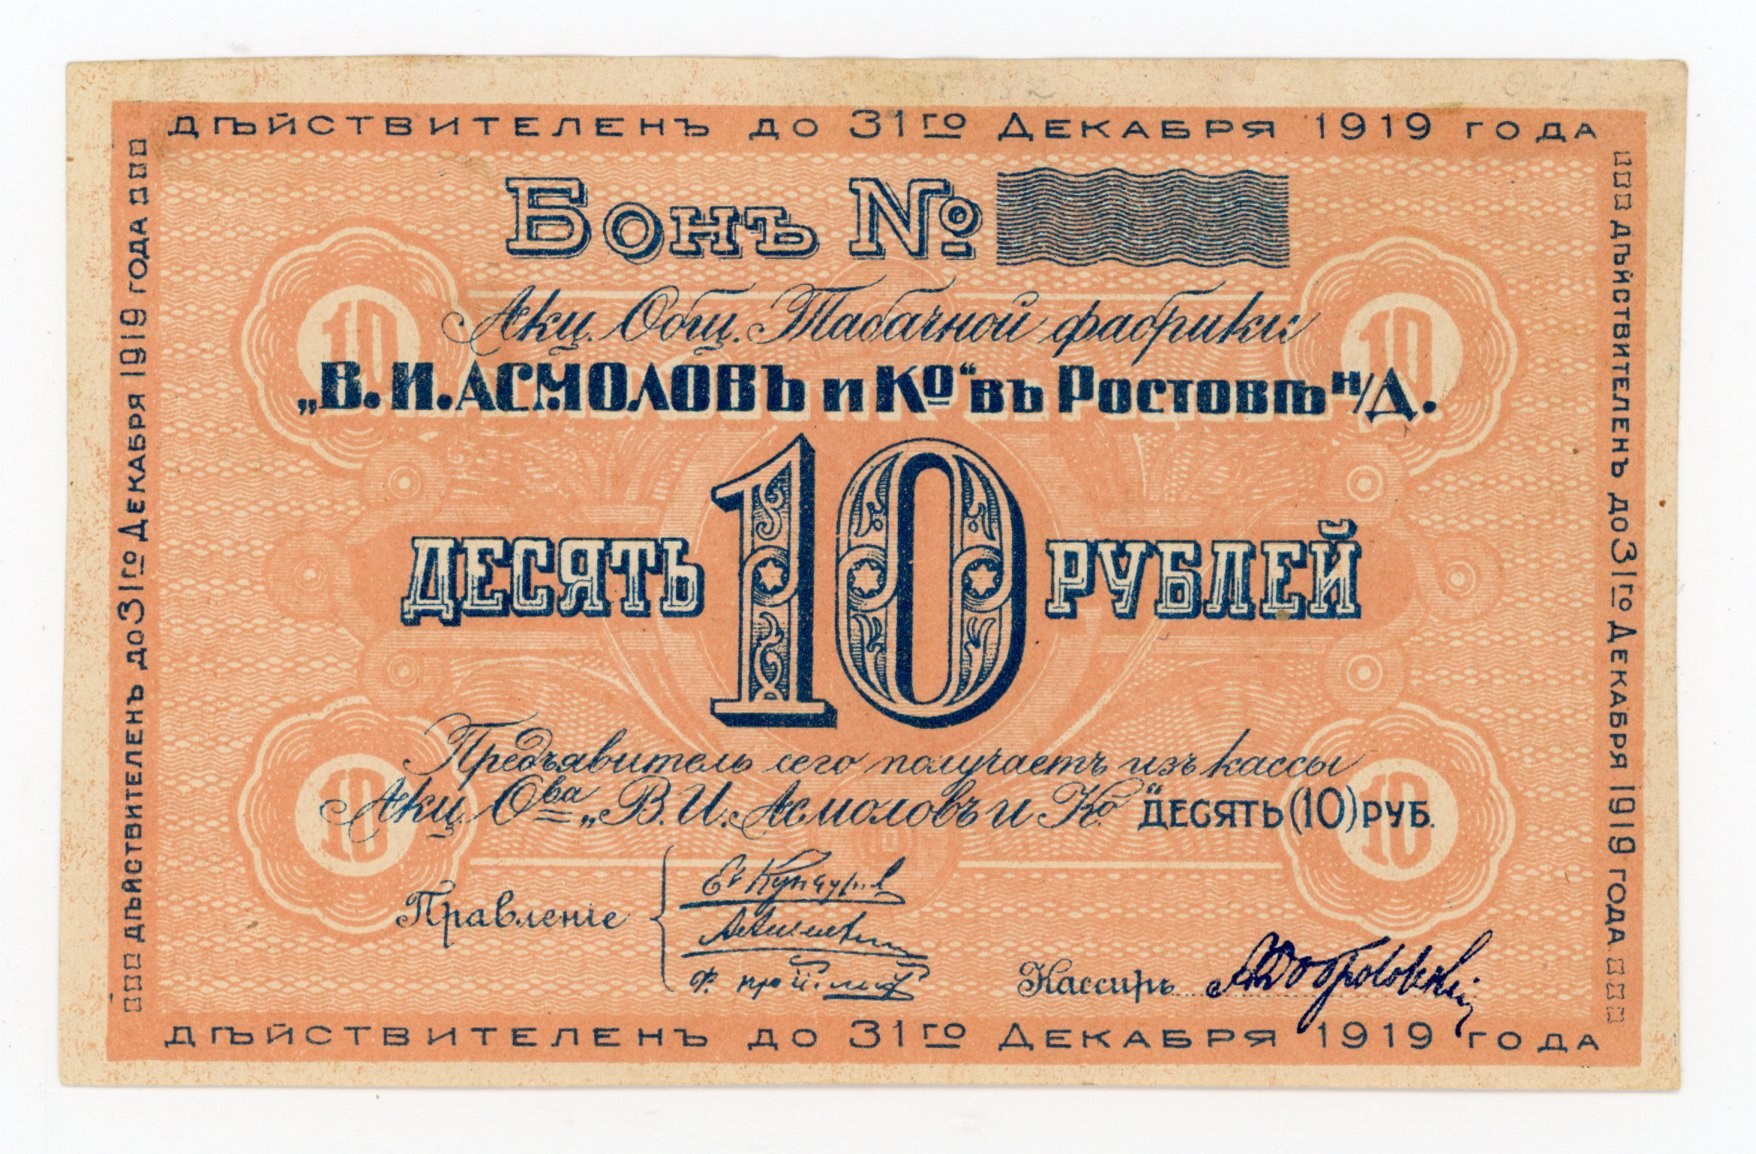 ДѢЙСТВИТЕЛЕНЪ ДО 31ГО ДЕКАБРЯ 1919 ГОДА
Бонъ №
Акц. Общ. Табачной фабрики
„В. И. АСМОЛОВЪ и Ко“ въ Ростовѣ н/Д.
10
10
ДЕСЯТЬ 10 РУБЛЕЙ
Предъявитель сего получаетъ изъ кассы
Акц. О-ва „В. И. Асмоловъ и Ко“ ДЕСЯТЬ (10) РУБ.
10
10
Правленіе
Кассиръ
ДѢЙСТВИТЕЛЕНЪ ДО 31ГО ДЕКАБРЯ 1919 ГОДА
ДѢЙСТВИТЕЛЕНЪ ДО 31ГО ДЕКАБРЯ 1919 ГОДА
ДѢЙСТВИТЕЛЕНЪ ДО 31ГО ДЕКАБРЯ 1919 ГОДА